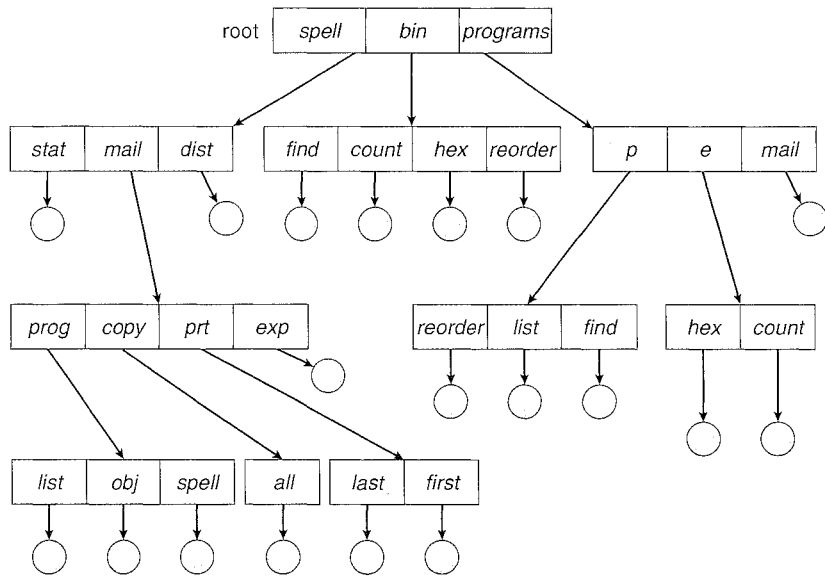 root spell bin programs
stat mail dist find count hex reorder p e mail
prog copy prt exp reorder list find hex count
list obj spell all last first